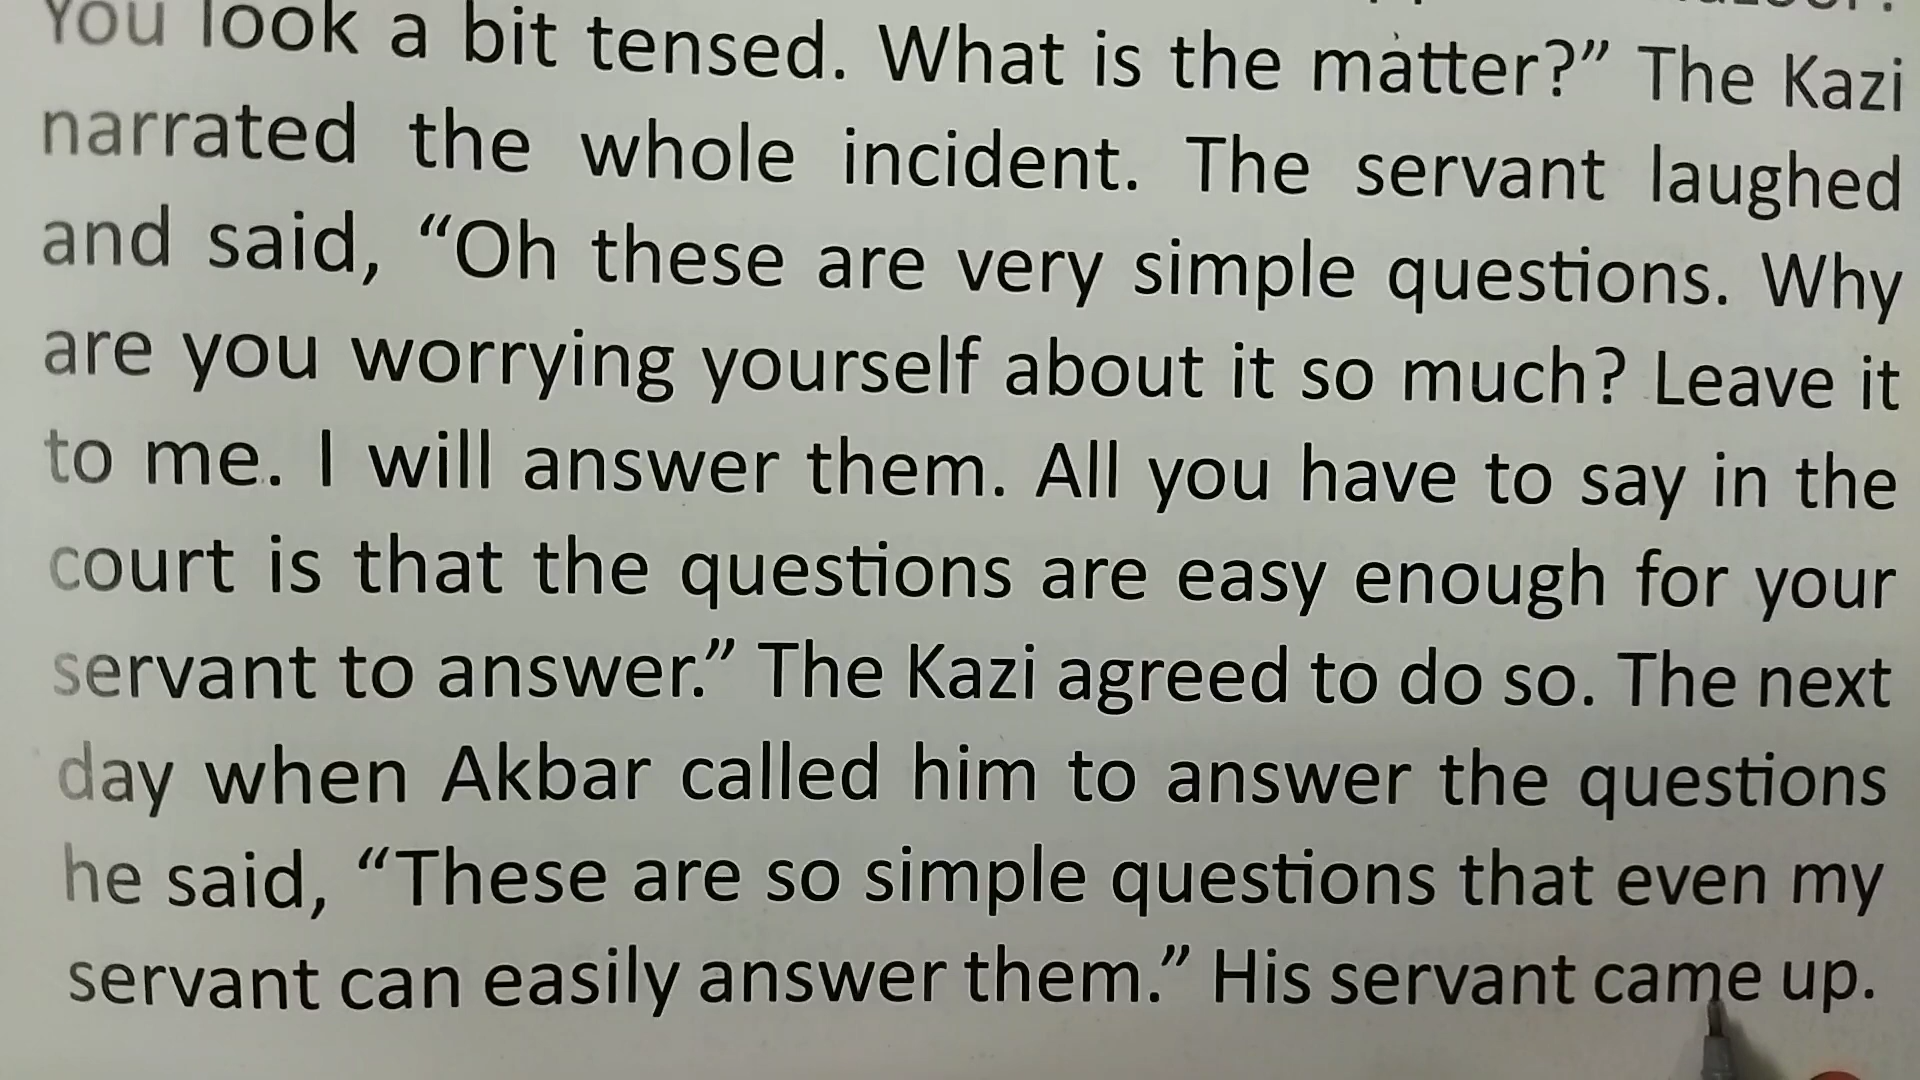 You look a bit tensed. What is the matter?” The Kazi
narrated the whole incident. The servant laughed
and said, “Oh these are very simple questions. Why
are you worrying yourself about it so much? Leave it
to me. I will answer them. All you have to say in the
court is that the questions are easy enough for your
servant to answer.” The Kazi agreed to do so. The next
day when Akbar called him to answer the questions
he said, “These are so simple questions that even my
servant can easily answer them.” His servant came up.